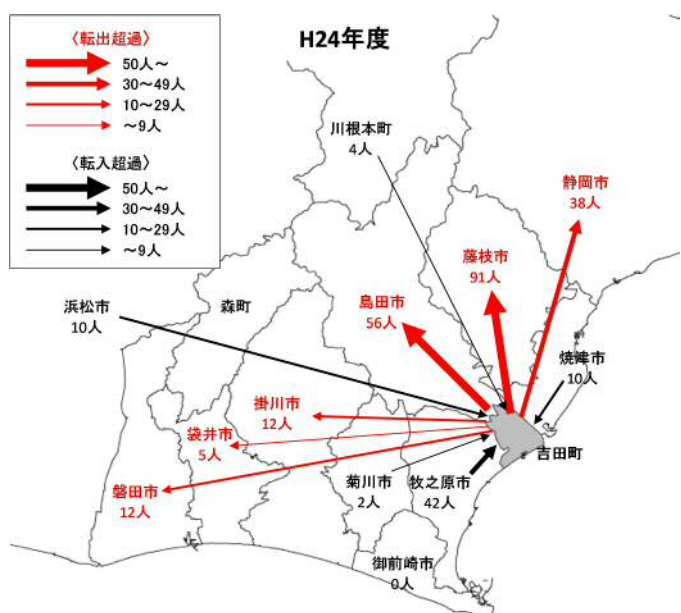 H24年度
〈転出超過〉
50人～
30～49人
10～29人
～9人
〈転入超過〉
50人～
30～49人
10～29人
～9人
川根本町
4人
静岡市
38人
藤枝市
91人
島田市
56人
浜松市
10人
森町
焼津市
10人
掛川市
12人
袋井市
5人
吉田町
磐田市
12人
菊川市
2人
牧之原市
42人
御前崎市
0人